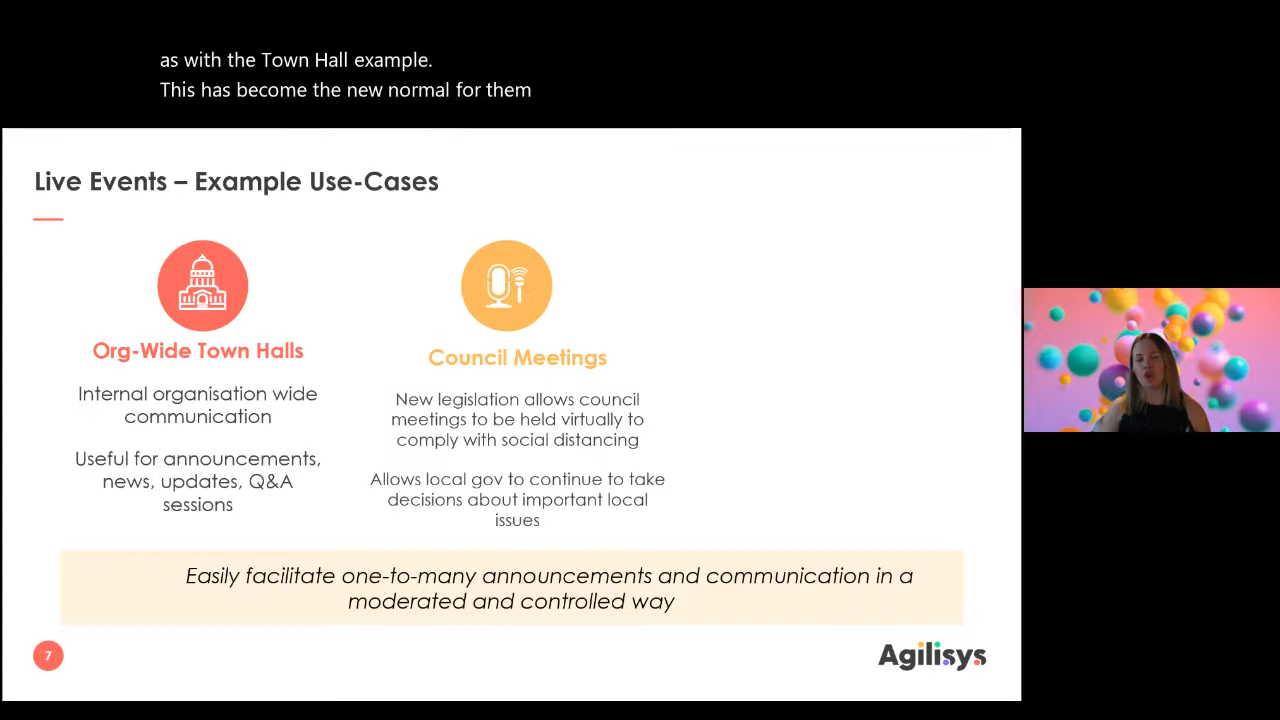 as with the Town Hall example.
This has become the new normal for them
Live Events – Example Use-Cases
Org-Wide Town Halls
Internal organisation wide
communication
Useful for announcements,
news, updates, Q&A
sessions
Council Meetings
New legislation allows council
meetings to be held virtually to
comply with social distancing
Allows local gov to continue to take
decisions about important local
issues
Easily facilitate one-to-many announcements and communication in a
moderated and controlled way
7
Agilisys